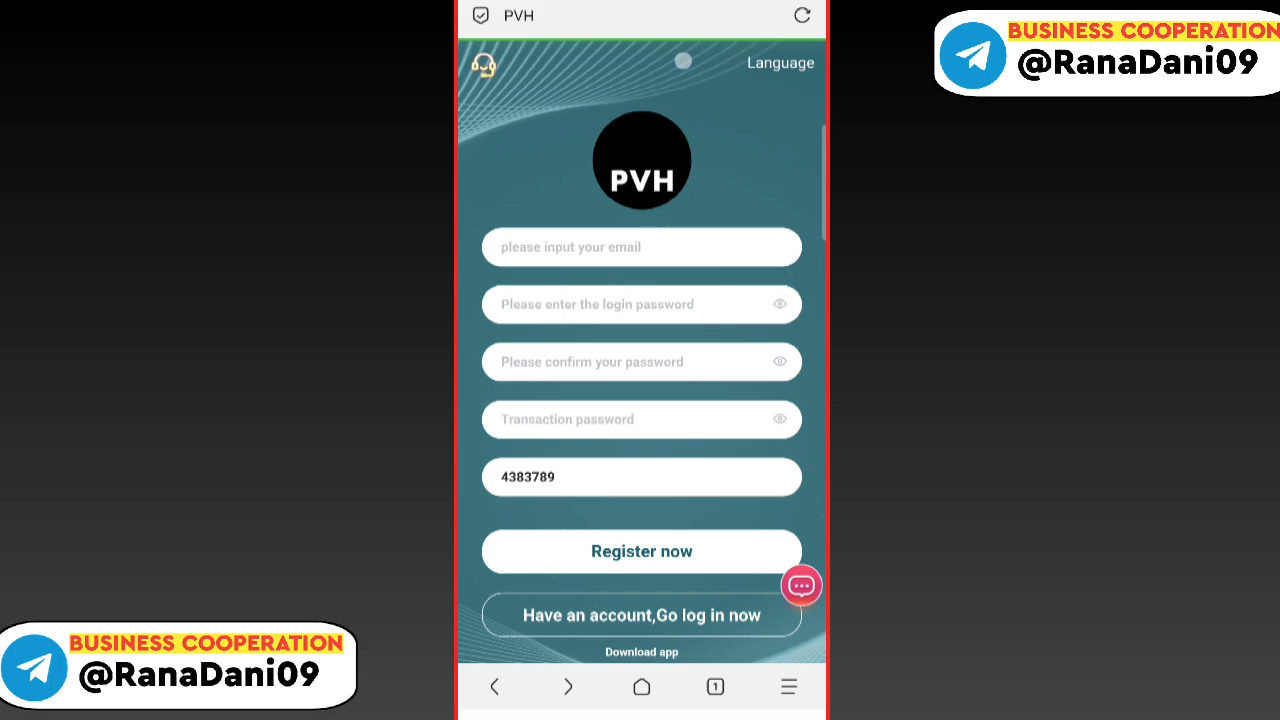 PVH
BUSINESS COOPERATION
@RanaDani09
Language
PVH
please input your email
Please enter the login password
Please confirm your password
Transaction password
4383789
Register now
Have an account,Go log in now
Download app
BUSINESS COOPERATION
@RanaDani09
1